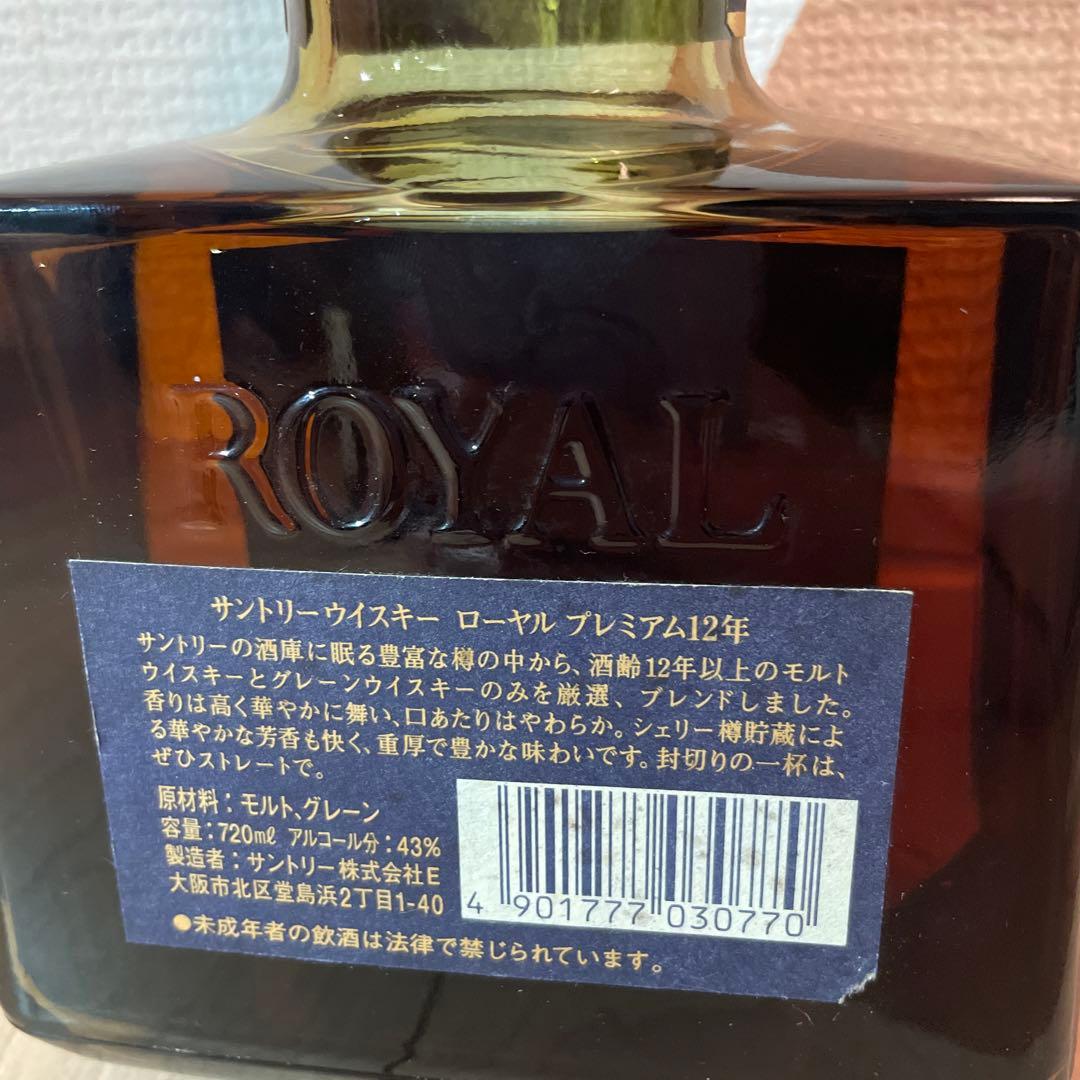 ROYAL
サントリーウイスキー ローヤル プレミアム12年
サントリーの酒庫に眠る豊富な樽の中から、酒齢12年以上のモルト
ウイスキーとグレーンウイスキーのみを厳選、ブレンドしました。
香りは高く華やかに舞い、口あたりはやわらか。シェリー樽貯蔵によ
る華やかな芳香も快く、重厚で豊かな味わいです。封切りの一杯は、
ぜひストレートで。
原材料：モルト、グレーン
容量：720mℓ アルコール分：43%
製造者：サントリー株式会社E
大阪市北区堂島浜2丁目1-40
4 901777 030770
●未成年者の飲酒は法律で禁じられています。